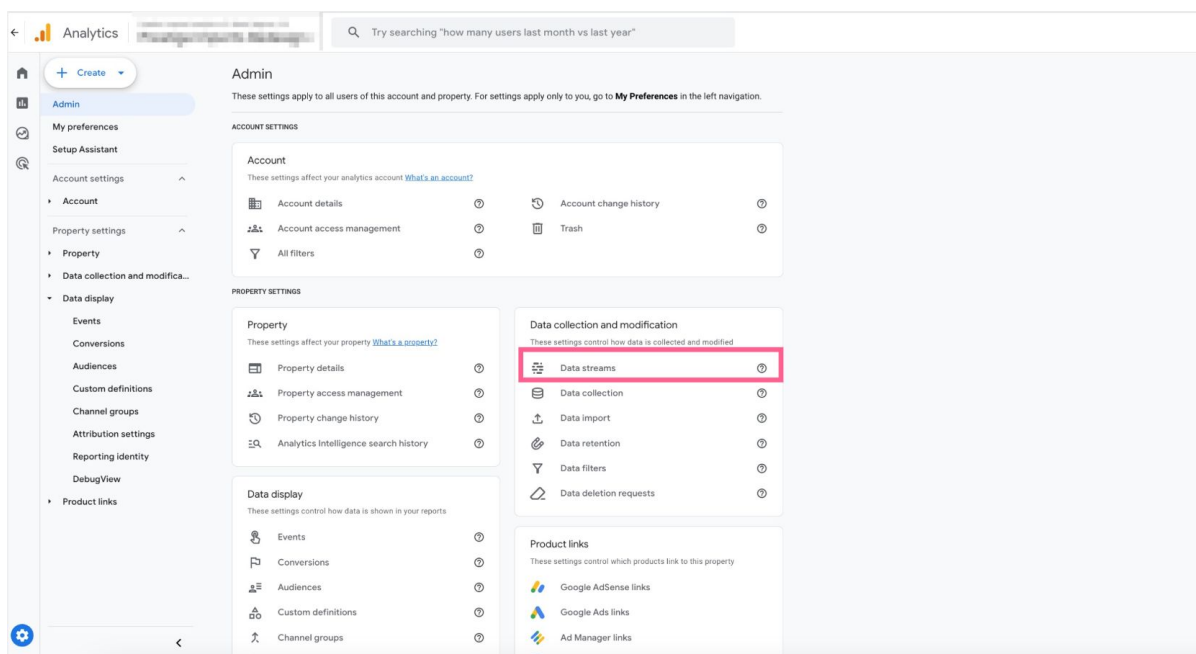 Analytics
Try searching "how many users last month vs last year"
Create
Admin
My preferences
Setup Assistant
Account settings
Account
Property settings
Property
Data collection and modifica...
Data display
Events
Conversions
Audiences
Custom definitions
Channel groups
Attribution settings
Reporting identity
DebugView
Product links
Admin
These settings apply to all users of this account and property. For settings apply only to you, go to My Preferences in the left navigation.
ACCOUNT SETTINGS
Account
These settings affect your analytics account What's an account?
Account details
Account change history
Account access management
Trash
All filters
PROPERTY SETTINGS
Property
These settings affect your property What's a property?
Property details
Property access management
Property change history
Analytics Intelligence search history
Data collection and modification
These settings control how data is collected and modified
Data streams
Data collection
Data import
Data retention
Data filters
Data deletion requests
Data display
These settings control how data is shown in your reports
Events
Conversions
Audiences
Custom definitions
Channel groups
Product links
These settings control which products link to this property
Google AdSense links
Google Ads links
Ad Manager links